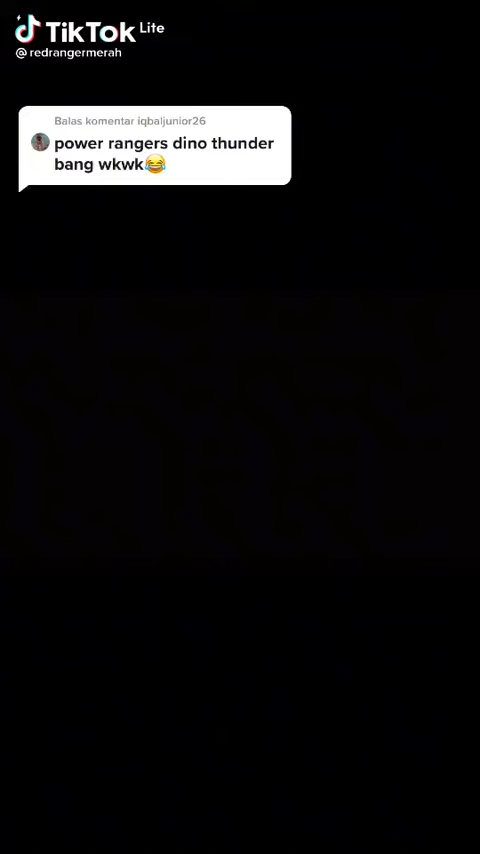 TikTok Lite
@redrangermerah
Balas komentar iqbaljunior26
power rangers dino thunder
bang wkwk😂